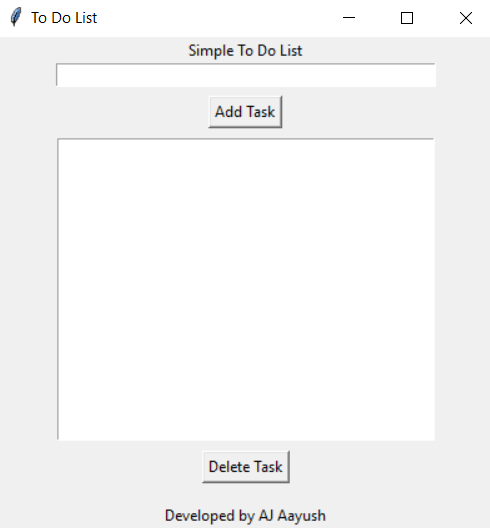 To Do List
Simple To Do List
Add Task
Delete Task
Developed by AJ Aayush